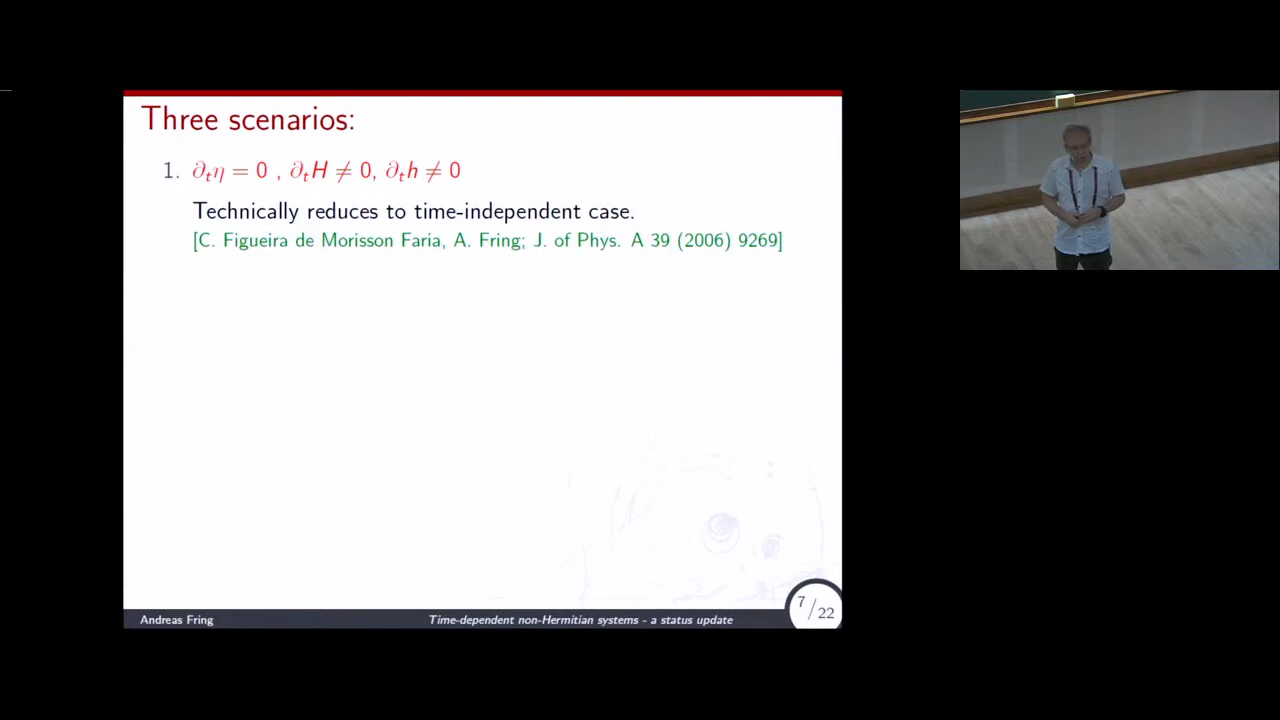 Three scenarios:
1. ∂ₜη = 0 , ∂ₜH ≠ 0, ∂ₜh ≠ 0
Technically reduces to time-independent case.
[C. Figueira de Morisson Faria, A. Fring; J. of Phys. A 39 (2006) 9269]
Andreas Fring
Time-dependent non-Hermitian systems - a status update
7/22